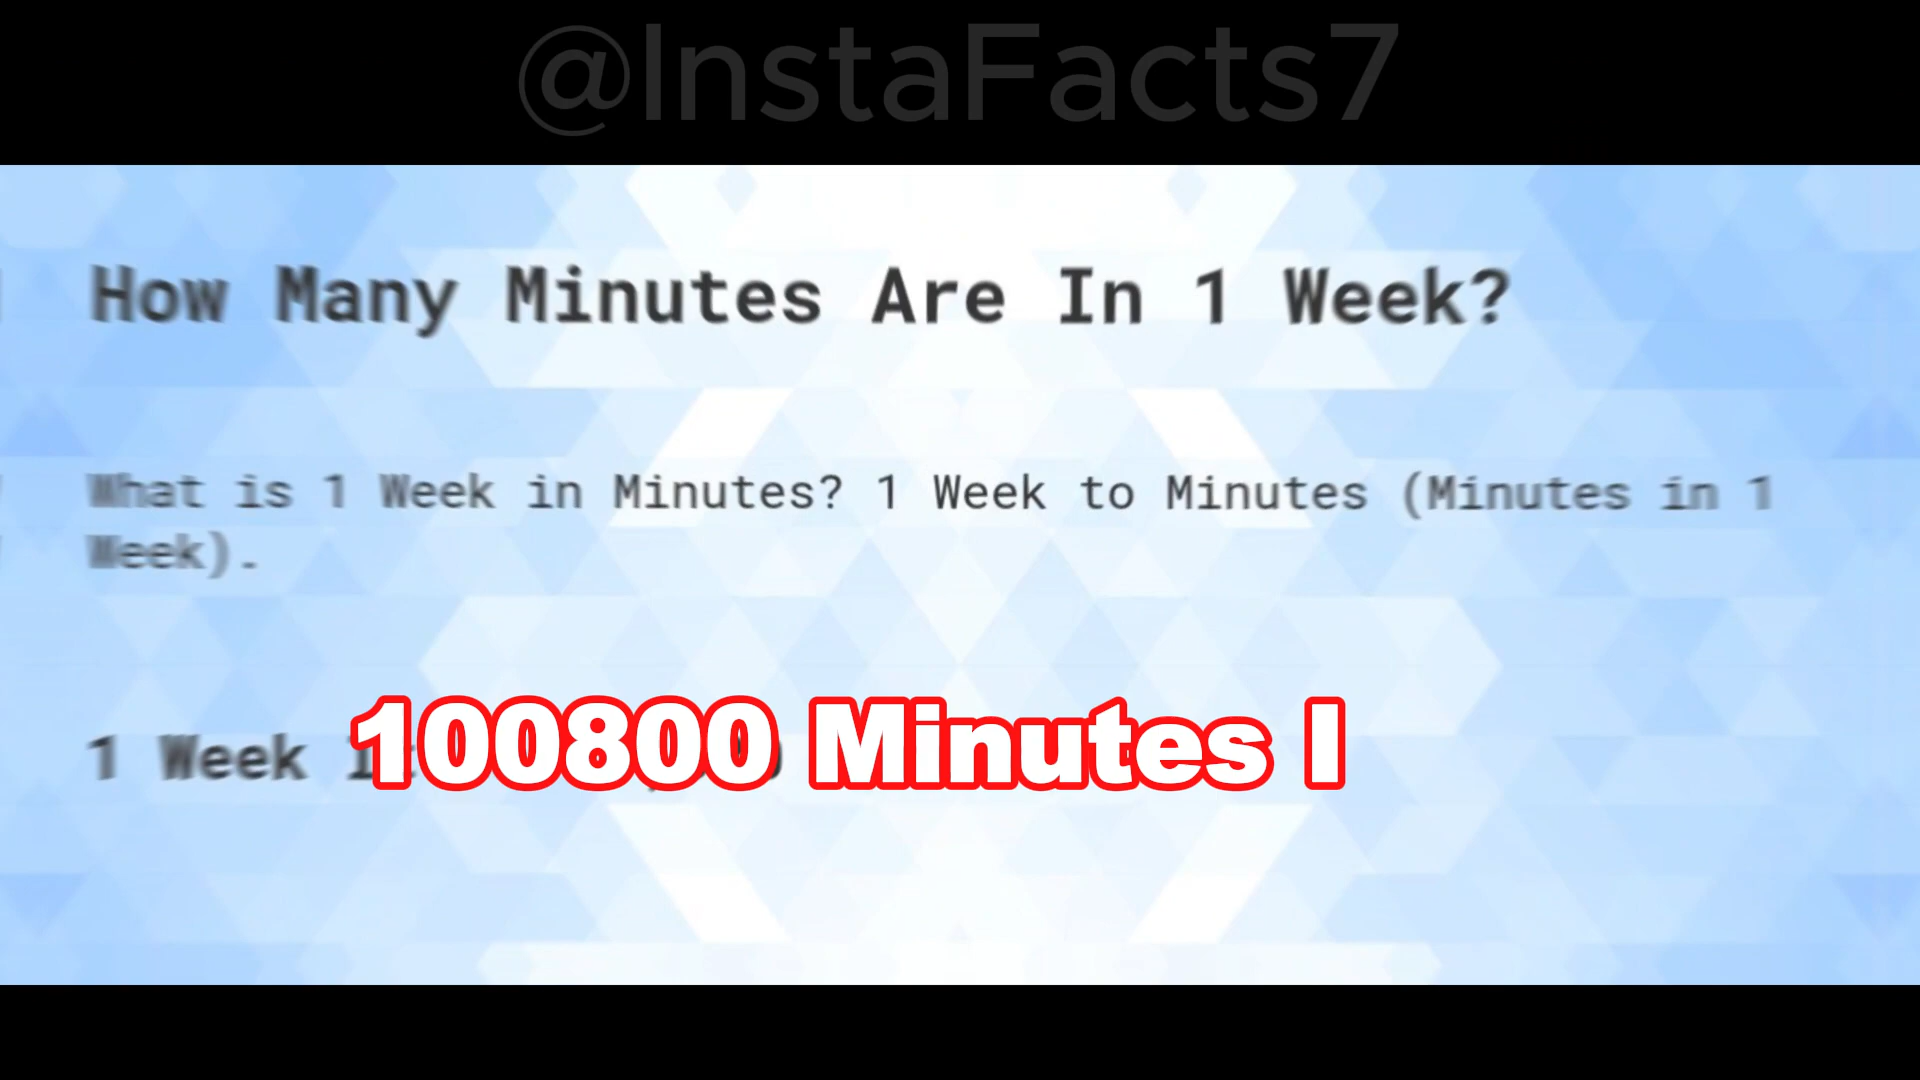 @InstaFacts7
How Many Minutes Are In 1 Week?
What is 1 Week in Minutes? 1 Week to Minutes (Minutes in 1
Week).
1 Week
100800 Minutes I